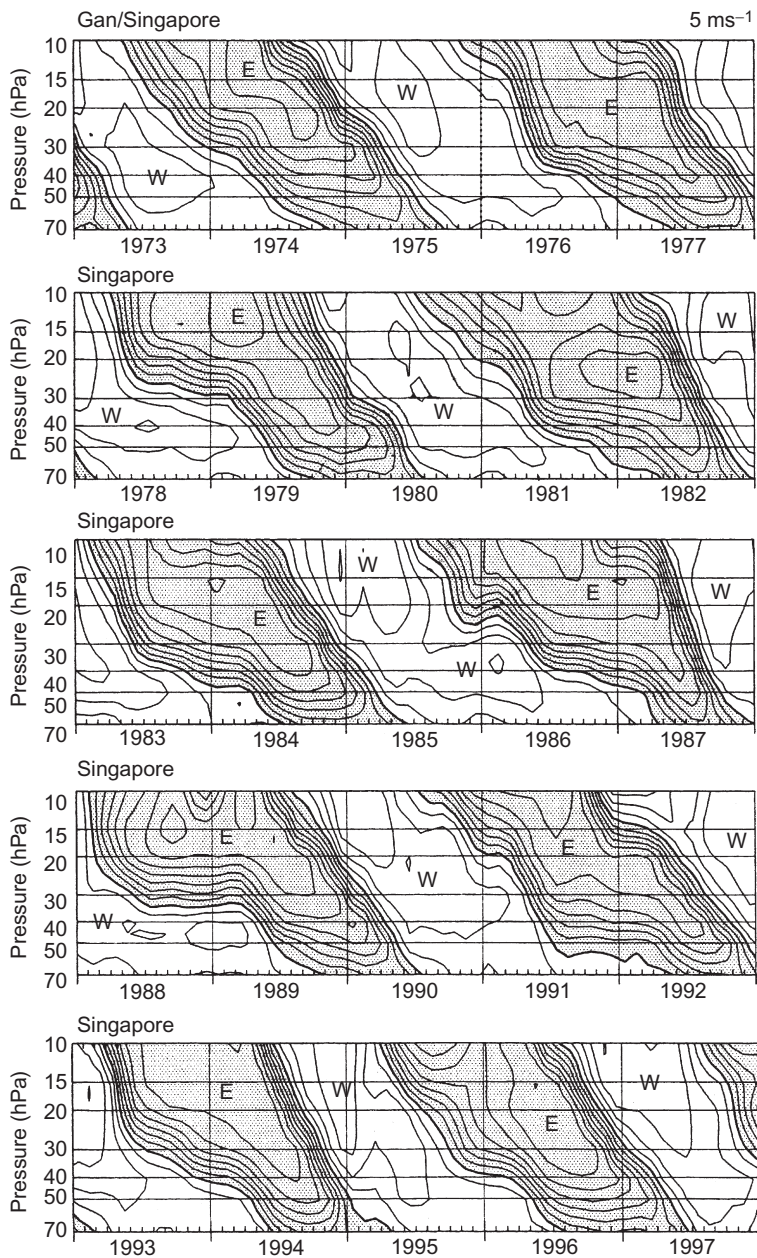 Gan/Singapore 5 ms⁻¹
Pressure (hPa)
10
15
20
30
40
50
70
E
W
W
E
1973 1974 1975 1976 1977
Singapore
Pressure (hPa)
10
15
20
30
40
50
70
E
W
W
W
E
1978 1979 1980 1981 1982
Singapore
Pressure (hPa)
10
15
20
30
40
50
70
W
E
W
E
W
1983 1984 1985 1986 1987
Singapore
Pressure (hPa)
10
15
20
30
40
50
70
E
W
W
E
W
1988 1989 1990 1991 1992
Singapore
Pressure (hPa)
10
15
20
30
40
50
70
E
W
E
W
1993 1994 1995 1996 1997